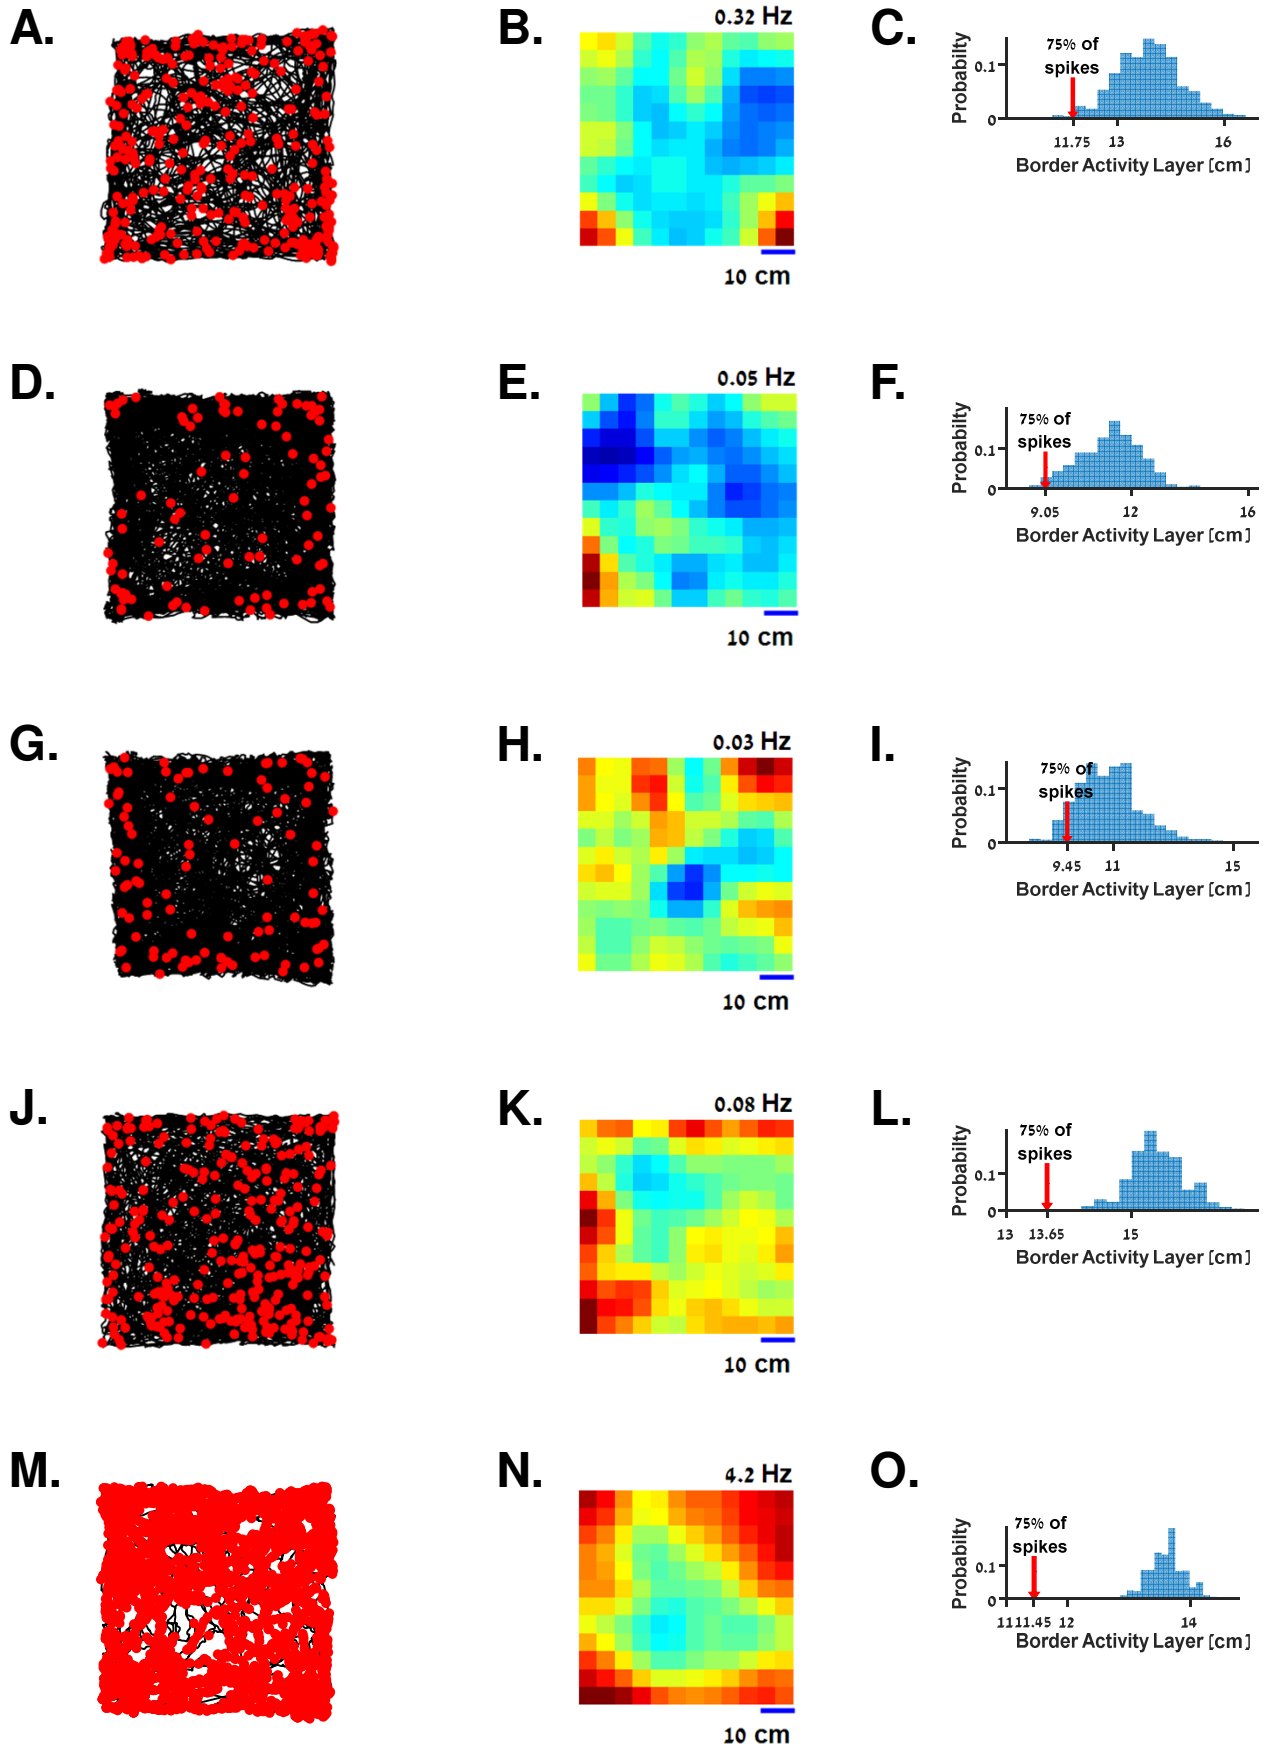 A.
B.
0.32 Hz
10 cm
C.
75% of
spikes
Probabilty
0.1
0
11.75 13 16
Border Activity Layer [cm]
D.
E.
0.05 Hz
10 cm
F.
75% of
spikes
Probabilty
0.1
0
9.05 12 16
Border Activity Layer [cm]
G.
H.
0.03 Hz
10 cm
I.
75% of
spikes
Probabilty
0.1
0
9.45 11 15
Border Activity Layer [cm]
J.
K.
0.08 Hz
10 cm
L.
75% of
spikes
Probabilty
0.1
0
13 13.65 15
Border Activity Layer [cm]
M.
N.
4.2 Hz
10 cm
O.
75% of
spikes
Probabilty
0.1
0
11 11.45 12 14
Border Activity Layer [cm]